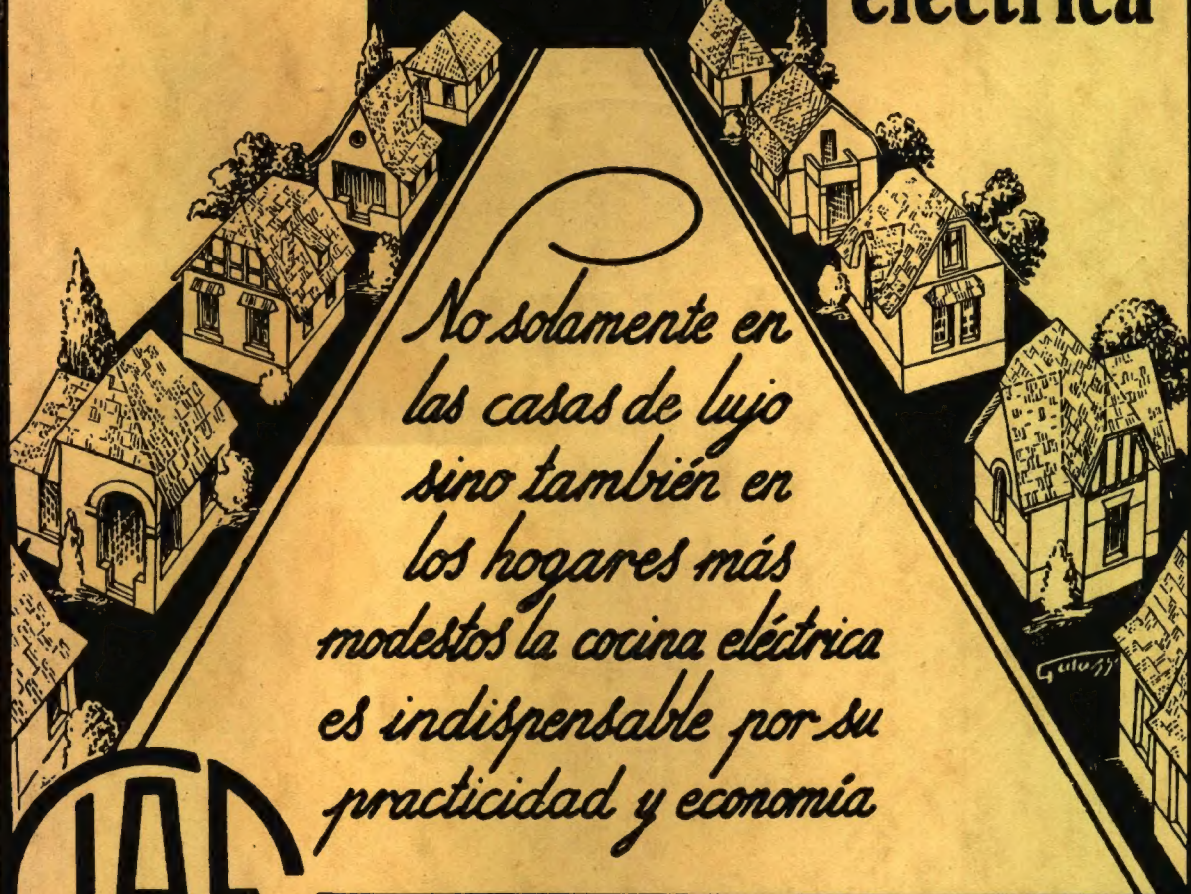 eléctrica
No solamente en
las casas de lujo
sino también en
los hogares más
modestos la cocina eléctrica
es indispensable por su
practicidad y economía